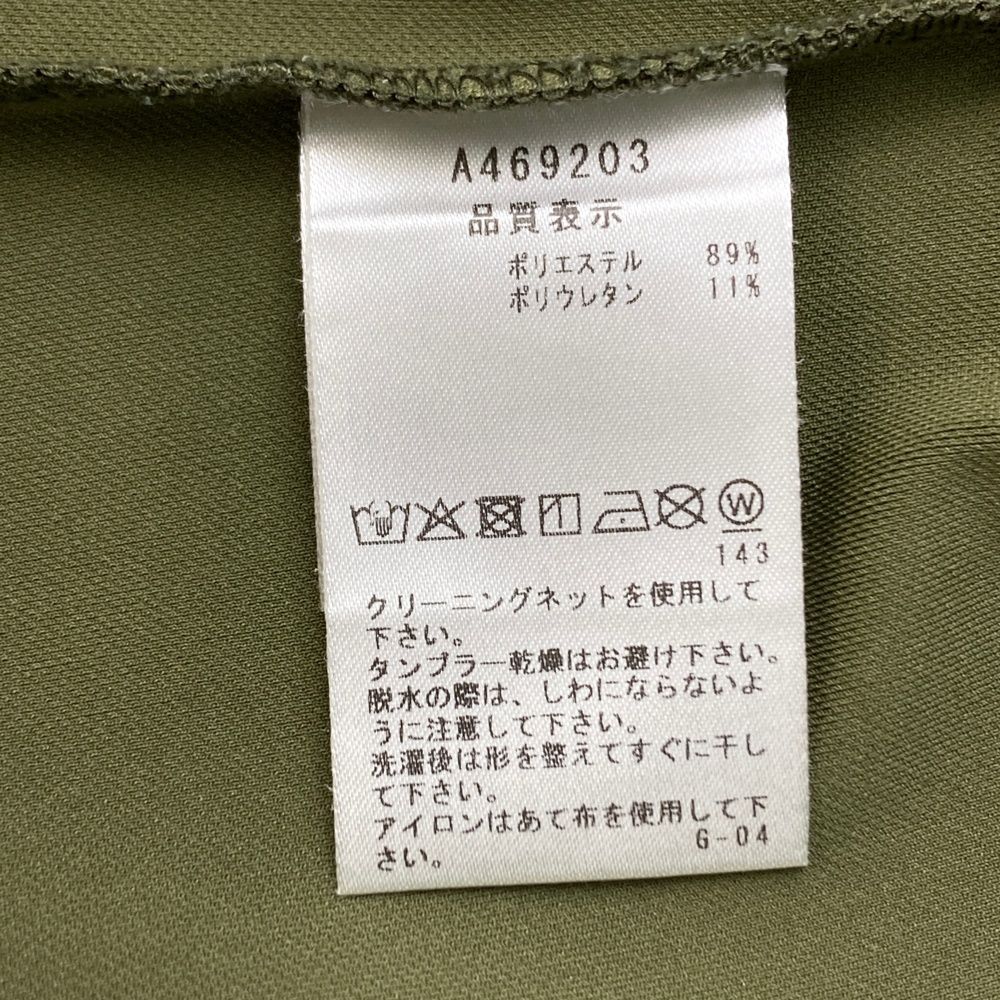 A469203
品質表示
ポリエステル 89%
ポリウレタン 11%
W
143
クリーニングネットを使用して
下さい。
タンブラー乾燥はお避け下さい。
脱水の際は、しわにならないよ
うに注意して下さい。
洗濯後は形を整えてすぐに干し
て下さい。
アイロンはあて布を使用して下
さい。 G-04